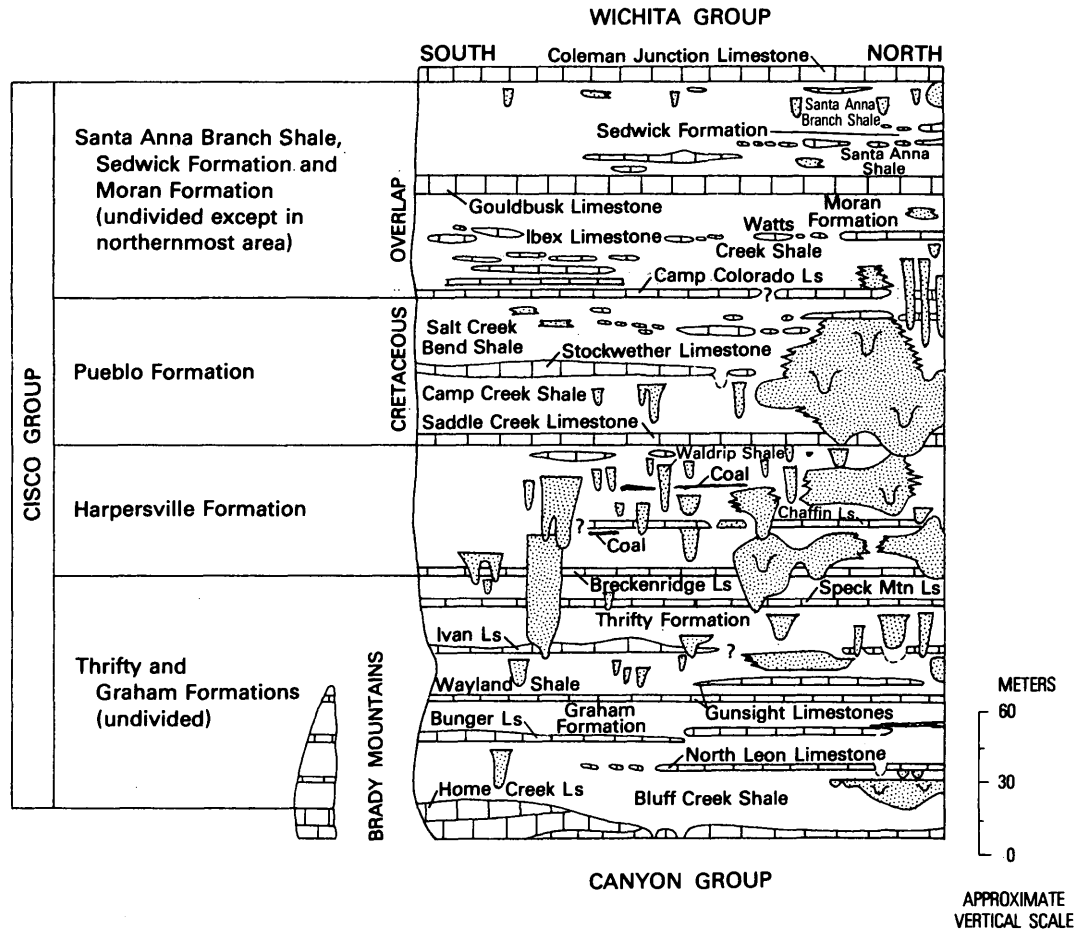 WICHITA GROUP
SOUTH
Coleman Junction Limestone
NORTH
Santa Anna Branch Shale,
Sedwick Formation and
Moran Formation
(undivided except in
northernmost area)
Pueblo Formation
Harpersville Formation
Thrifty and
Graham Formations
(undivided)
CISCO GROUP
OVERLAP
CRETACEOUS
BRADY MOUNTAINS
Santa Anna
Branch Shale
Sedwick Formation
Santa Anna
Shale
Gouldbusk Limestone
Moran
Formation
Ibex Limestone
Watts
Creek Shale
Camp Colorado Ls
?
Salt Creek
Bend Shale
Stockwether Limestone
Camp Creek Shale
Saddle Creek Limestone
Waldrip Shale
Coal
Chaffin Ls
?
Coal
Breckenridge Ls
Speck Mtn Ls
Thrifty Formation
Ivan Ls
?
Wayland Shale
Gunsight Limestones
Graham
Formation
Bunger Ls
North Leon Limestone
Home Creek Ls
Bluff Creek Shale
CANYON GROUP
METERS
60
30
0
APPROXIMATE
VERTICAL SCALE